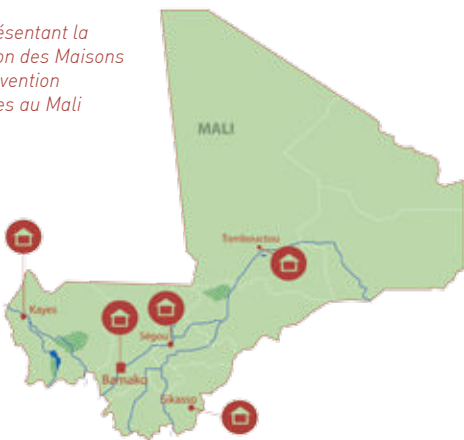 ésentant la
on des Maisons
vention
es au Mali
MALI
Tombouctou
Kayes
Ségou
Bamako
Sikasso